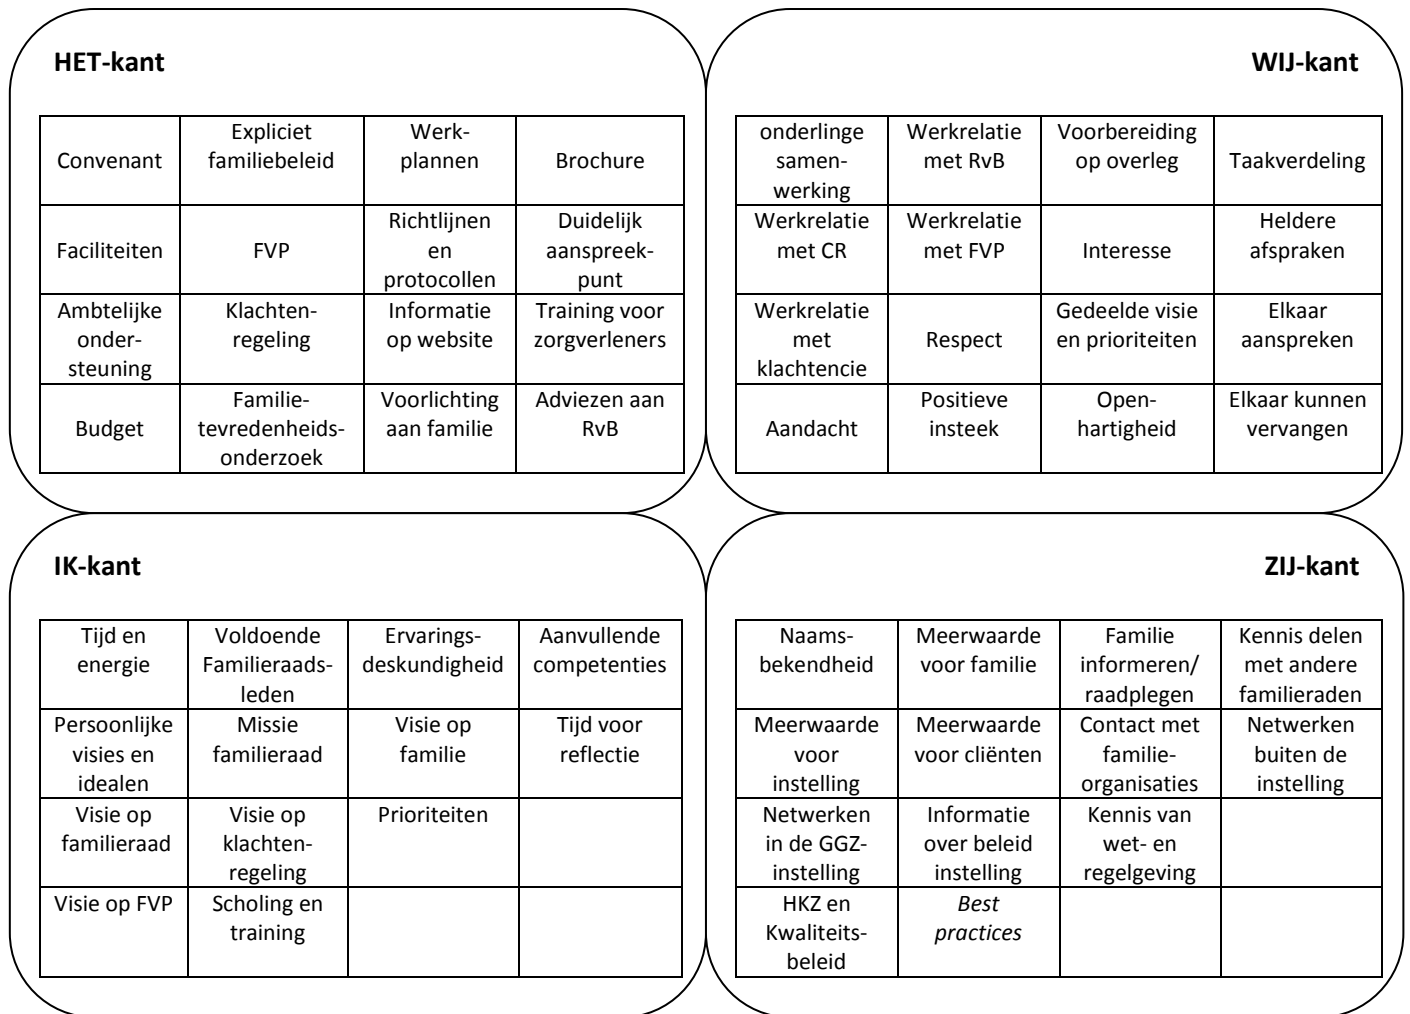 HET-kant
Convenant
Expliciet
familiebeleid
Werk-
plannen
Brochure
Faciliteiten
FVP
Richtlijnen
en
protocollen
Duidelijk
aanspreek-
punt
Ambtelijke
onder-
steuning
Klachten-
regeling
Informatie
op website
Training voor
zorgverleners
Budget
Familie-
tevredenheids-
onderzoek
Voorlichting
aan familie
Adviezen aan
RvB
WIJ-kant
onderlinge
samen-
werking
Werkrelatie
met RvB
Voorbereiding
op overleg
Taakverdeling
Werkrelatie
met CR
Werkrelatie
met FVP
Interesse
Heldere
afspraken
Werkrelatie
met
klachtencie
Respect
Gedeelde visie
en prioriteiten
Elkaar
aanspreken
Aandacht
Positieve
insteek
Open-
hartigheid
Elkaar kunnen
vervangen
IK-kant
Tijd en
energie
Voldoende
Familieraads-
leden
Ervarings-
deskundigheid
Aanvullende
competenties
Persoonlijke
visies en
idealen
Missie
familieraad
Visie op
familie
Tijd voor
reflectie
Visie op
familieraad
Visie op
klachten-
regeling
Prioriteiten
Visie op FVP
Scholing en
training
ZIJ-kant
Naams-
bekendheid
Meerwaarde
voor familie
Familie
informeren/
raadplegen
Kennis delen
met andere
familieraden
Meerwaarde
voor
instelling
Meerwaarde
voor cliënten
Contact met
familie-
organisaties
Netwerken
buiten de
instelling
Netwerken
in de GGZ-
instelling
Informatie
over beleid
instelling
Kennis van
wet- en
regelgeving
HKZ en
Kwaliteits-
beleid
Best
practices